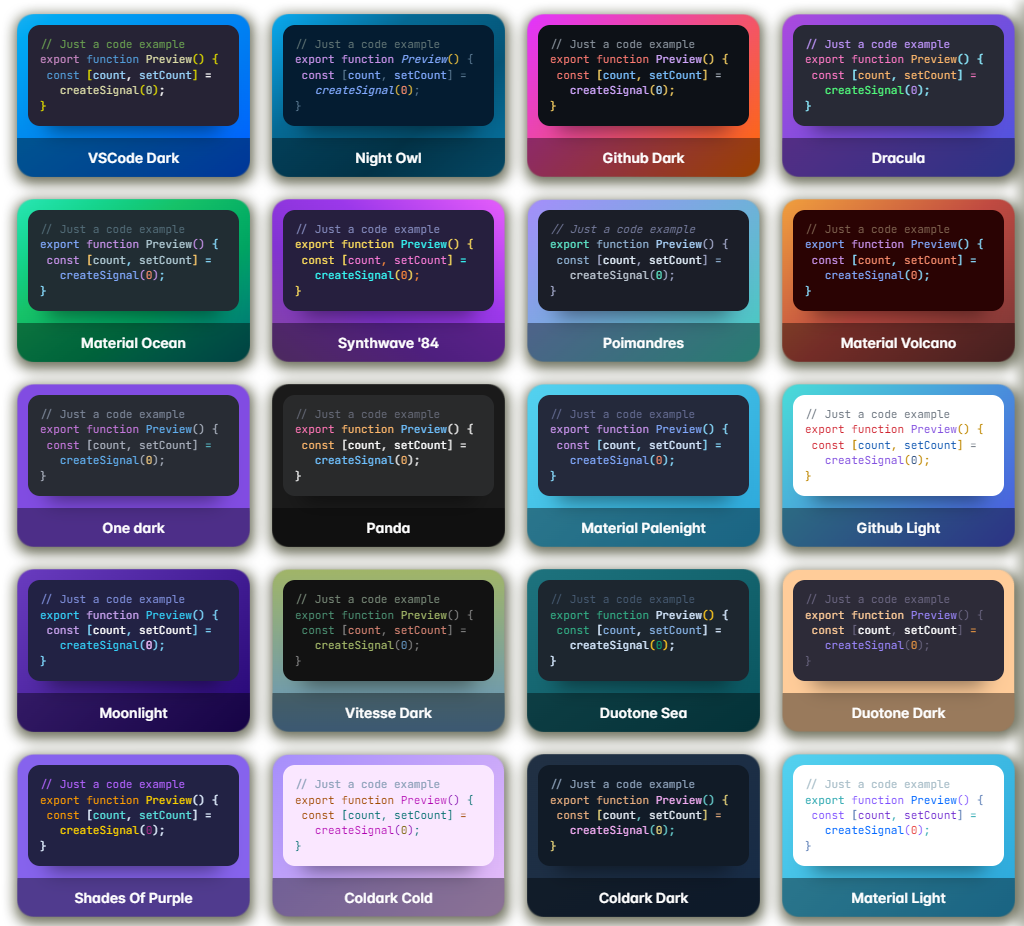 // Just a code example
export function Preview() {
const [count, setCount] =
createSignal(0);
}
VSCode Dark
// Just a code example
export function Preview() {
const [count, setCount] =
createSignal(0);
}
Night Owl
// Just a code example
export function Preview() {
const [count, setCount] =
createSignal(0);
}
Github Dark
// Just a code example
export function Preview() {
const [count, setCount] =
createSignal(0);
}
Dracula
// Just a code example
export function Preview() {
const [count, setCount] =
createSignal(0);
}
Material Ocean
// Just a code example
export function Preview() {
const [count, setCount] =
createSignal(0);
}
Synthwave '84
// Just a code example
export function Preview() {
const [count, setCount] =
createSignal(0);
}
Poimandres
// Just a code example
export function Preview() {
const [count, setCount] =
createSignal(0);
}
Material Volcano
// Just a code example
export function Preview() {
const [count, setCount] =
createSignal(0);
}
One dark
// Just a code example
export function Preview() {
const [count, setCount] =
createSignal(0);
}
Panda
// Just a code example
export function Preview() {
const [count, setCount] =
createSignal(0);
}
Material Palenight
// Just a code example
export function Preview() {
const [count, setCount] =
createSignal(0);
}
Github Light
// Just a code example
export function Preview() {
const [count, setCount] =
createSignal(0);
}
Moonlight
// Just a code example
export function Preview() {
const [count, setCount] =
createSignal(0);
}
Vitesse Dark
// Just a code example
export function Preview() {
const [count, setCount] =
createSignal(0);
}
Duotone Sea
// Just a code example
export function Preview() {
const [count, setCount] =
createSignal(0);
}
Duotone Dark
// Just a code example
export function Preview() {
const [count, setCount] =
createSignal(0);
}
Shades Of Purple
// Just a code example
export function Preview() {
const [count, setCount] =
createSignal(0);
}
Coldark Cold
// Just a code example
export function Preview() {
const [count, setCount] =
createSignal(0);
}
Coldark Dark
// Just a code example
export function Preview() {
const [count, setCount] =
createSignal(0);
}
Material Light